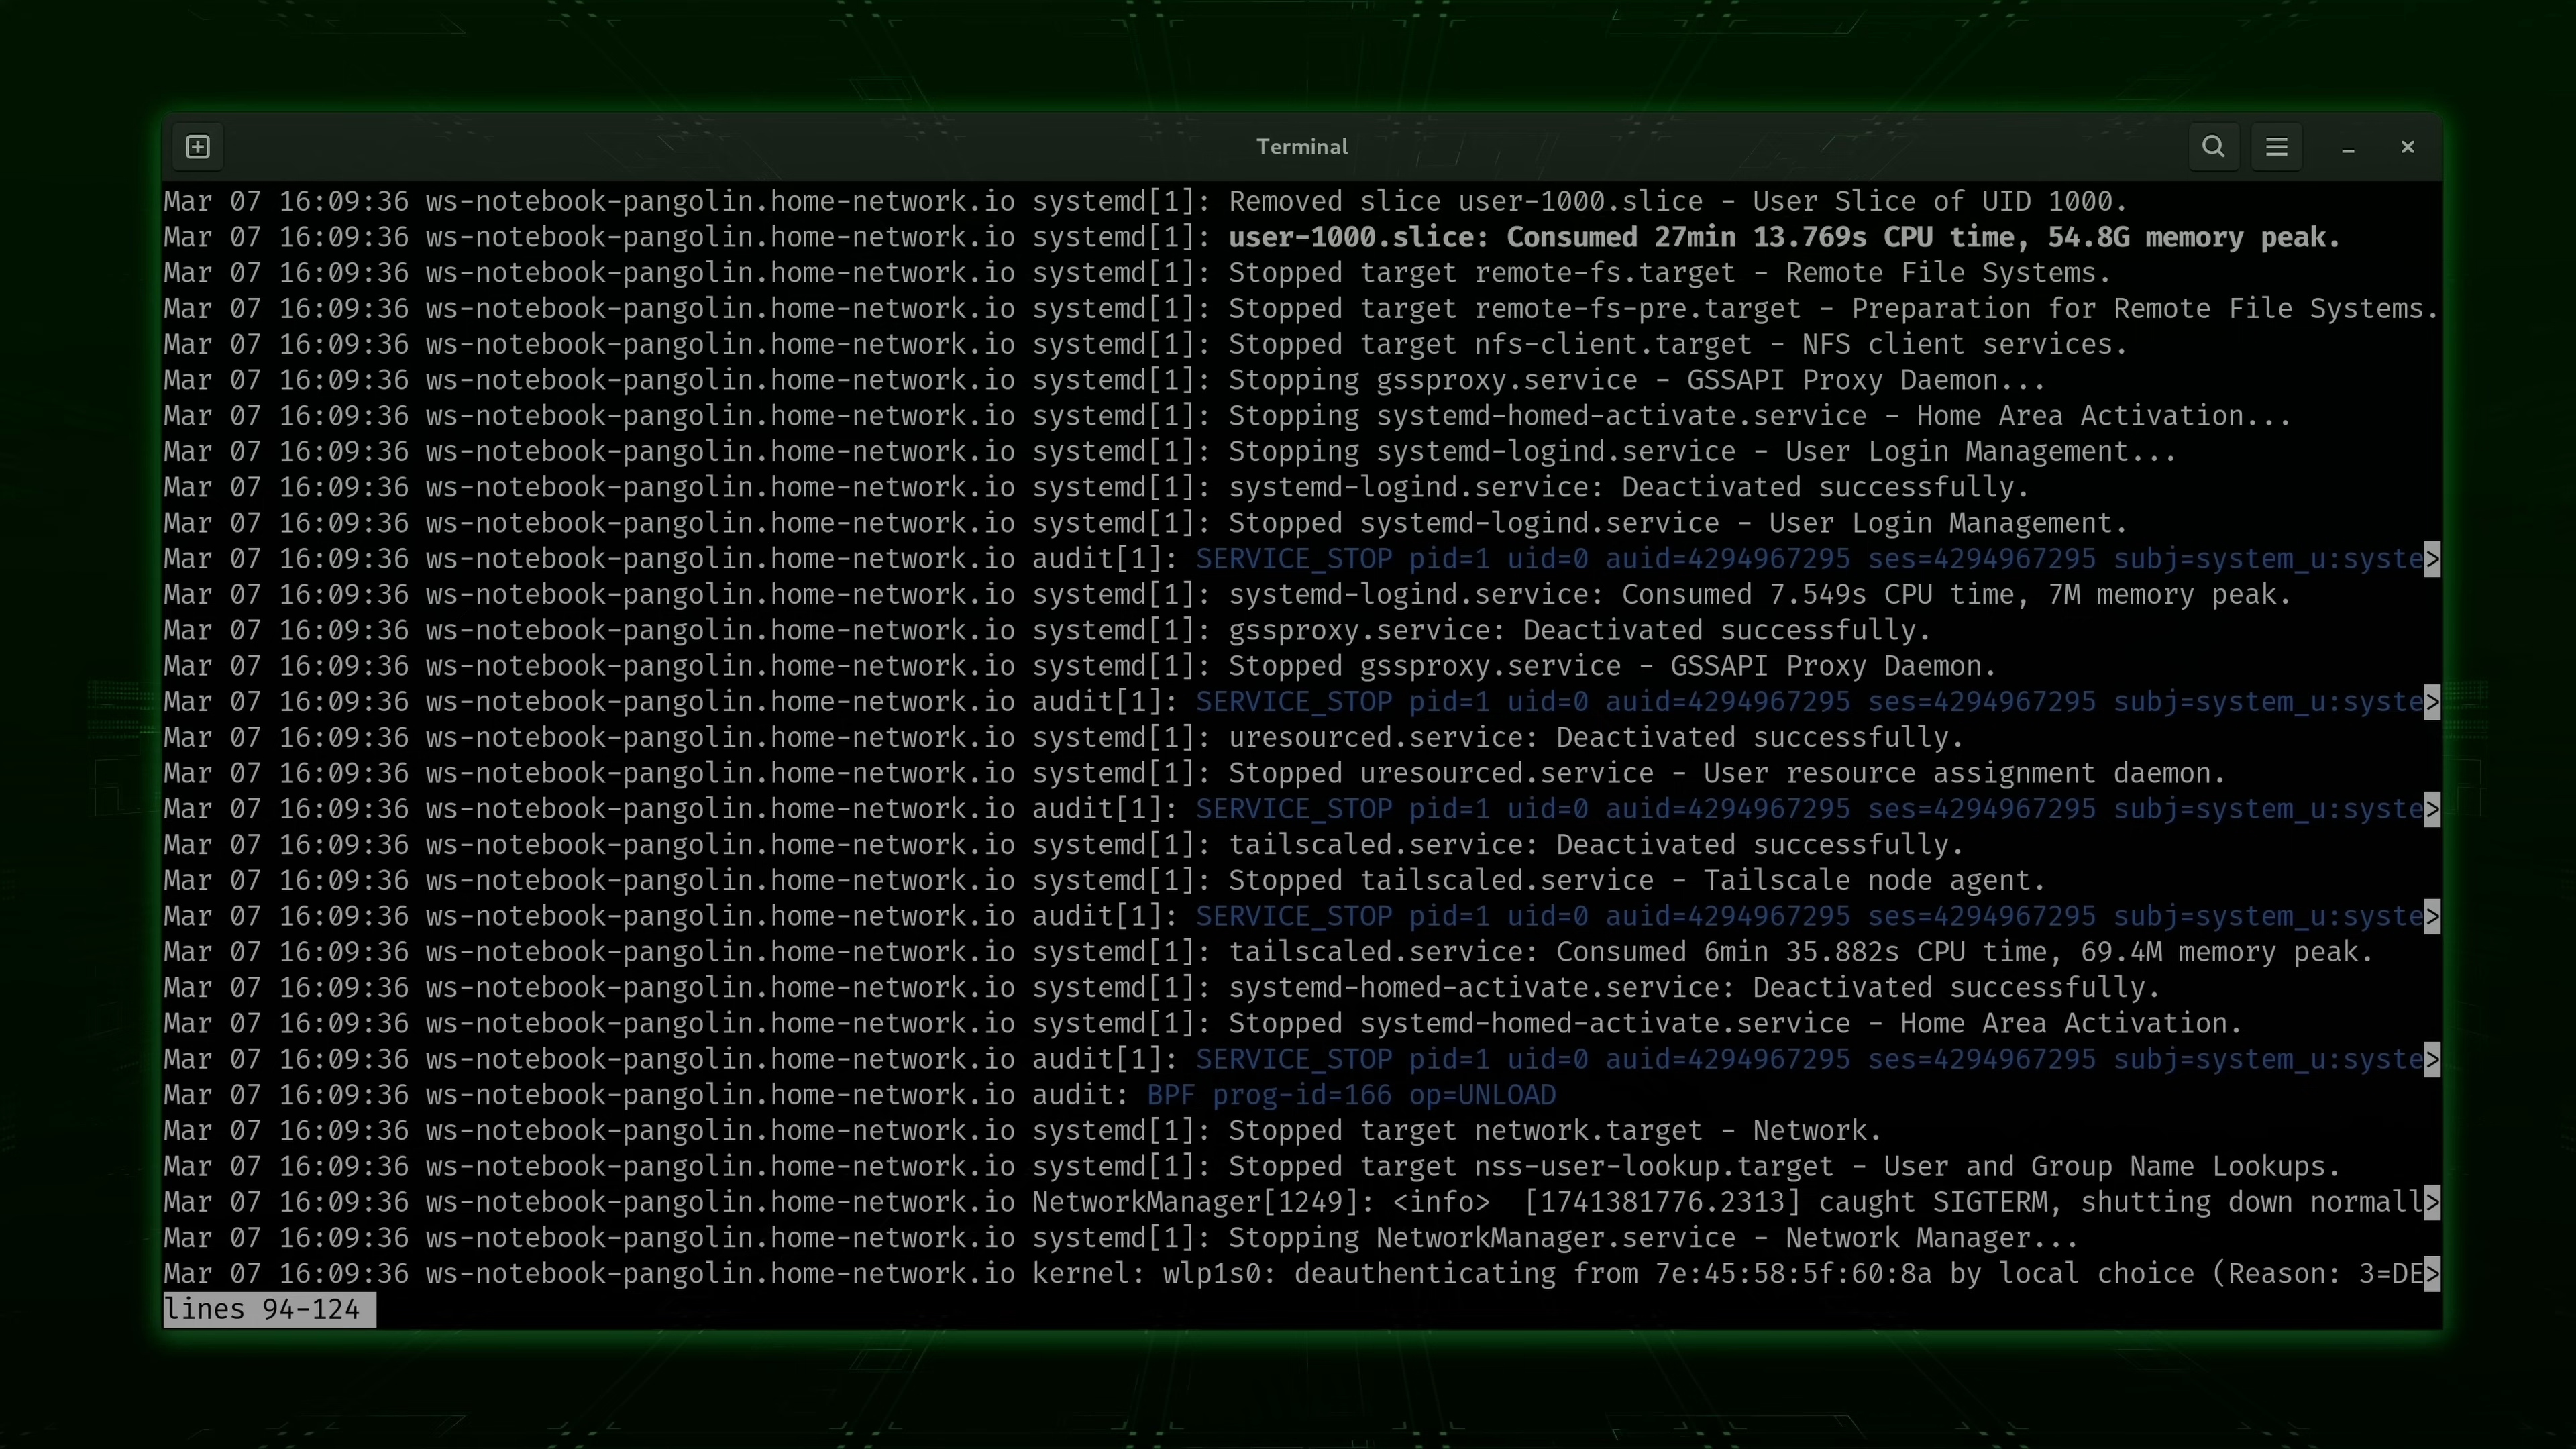 Terminal
Mar 07 16:09:36 ws-notebook-pangolin.home-network.io systemd[1]: Removed slice user-1000.slice - User Slice of UID 1000.
Mar 07 16:09:36 ws-notebook-pangolin.home-network.io systemd[1]: user-1000.slice: Consumed 27min 13.769s CPU time, 54.8G memory peak.
Mar 07 16:09:36 ws-notebook-pangolin.home-network.io systemd[1]: Stopped target remote-fs.target - Remote File Systems.
Mar 07 16:09:36 ws-notebook-pangolin.home-network.io systemd[1]: Stopped target remote-fs-pre.target - Preparation for Remote File Systems.
Mar 07 16:09:36 ws-notebook-pangolin.home-network.io systemd[1]: Stopped target nfs-client.target - NFS client services.
Mar 07 16:09:36 ws-notebook-pangolin.home-network.io systemd[1]: Stopping gssproxy.service - GSSAPI Proxy Daemon...
Mar 07 16:09:36 ws-notebook-pangolin.home-network.io systemd[1]: Stopping systemd-homed-activate.service - Home Area Activation...
Mar 07 16:09:36 ws-notebook-pangolin.home-network.io systemd[1]: Stopping systemd-logind.service - User Login Management...
Mar 07 16:09:36 ws-notebook-pangolin.home-network.io systemd[1]: systemd-logind.service: Deactivated successfully.
Mar 07 16:09:36 ws-notebook-pangolin.home-network.io systemd[1]: Stopped systemd-logind.service - User Login Management.
Mar 07 16:09:36 ws-notebook-pangolin.home-network.io audit[1]: SERVICE_STOP pid=1 uid=0 auid=4294967295 ses=4294967295 subj=system_u:syste>
Mar 07 16:09:36 ws-notebook-pangolin.home-network.io systemd[1]: systemd-logind.service: Consumed 7.549s CPU time, 7M memory peak.
Mar 07 16:09:36 ws-notebook-pangolin.home-network.io systemd[1]: gssproxy.service: Deactivated successfully.
Mar 07 16:09:36 ws-notebook-pangolin.home-network.io systemd[1]: Stopped gssproxy.service - GSSAPI Proxy Daemon.
Mar 07 16:09:36 ws-notebook-pangolin.home-network.io audit[1]: SERVICE_STOP pid=1 uid=0 auid=4294967295 ses=4294967295 subj=system_u:syste>
Mar 07 16:09:36 ws-notebook-pangolin.home-network.io systemd[1]: uresourced.service: Deactivated successfully.
Mar 07 16:09:36 ws-notebook-pangolin.home-network.io systemd[1]: Stopped uresourced.service - User resource assignment daemon.
Mar 07 16:09:36 ws-notebook-pangolin.home-network.io audit[1]: SERVICE_STOP pid=1 uid=0 auid=4294967295 ses=4294967295 subj=system_u:syste>
Mar 07 16:09:36 ws-notebook-pangolin.home-network.io systemd[1]: tailscaled.service: Deactivated successfully.
Mar 07 16:09:36 ws-notebook-pangolin.home-network.io systemd[1]: Stopped tailscaled.service - Tailscale node agent.
Mar 07 16:09:36 ws-notebook-pangolin.home-network.io audit[1]: SERVICE_STOP pid=1 uid=0 auid=4294967295 ses=4294967295 subj=system_u:syste>
Mar 07 16:09:36 ws-notebook-pangolin.home-network.io systemd[1]: tailscaled.service: Consumed 6min 35.882s CPU time, 69.4M memory peak.
Mar 07 16:09:36 ws-notebook-pangolin.home-network.io systemd[1]: systemd-homed-activate.service: Deactivated successfully.
Mar 07 16:09:36 ws-notebook-pangolin.home-network.io systemd[1]: Stopped systemd-homed-activate.service - Home Area Activation.
Mar 07 16:09:36 ws-notebook-pangolin.home-network.io audit[1]: SERVICE_STOP pid=1 uid=0 auid=4294967295 ses=4294967295 subj=system_u:syste>
Mar 07 16:09:36 ws-notebook-pangolin.home-network.io audit: BPF prog-id=166 op=UNLOAD
Mar 07 16:09:36 ws-notebook-pangolin.home-network.io systemd[1]: Stopped target network.target - Network.
Mar 07 16:09:36 ws-notebook-pangolin.home-network.io systemd[1]: Stopped target nss-user-lookup.target - User and Group Name Lookups.
Mar 07 16:09:36 ws-notebook-pangolin.home-network.io NetworkManager[1249]: <info>  [1741381776.2313] caught SIGTERM, shutting down normall>
Mar 07 16:09:36 ws-notebook-pangolin.home-network.io systemd[1]: Stopping NetworkManager.service - Network Manager...
Mar 07 16:09:36 ws-notebook-pangolin.home-network.io kernel: wlp1s0: deauthenticating from 7e:45:58:5f:60:8a by local choice (Reason: 3=DE>
lines 94-124